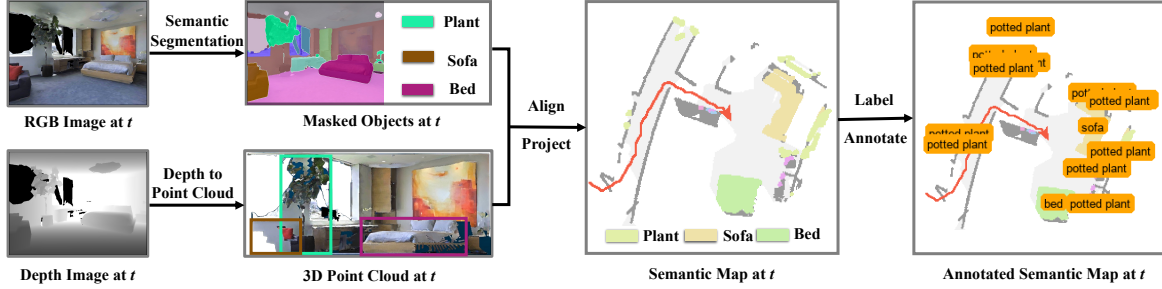 Semantic
Segmentation
Plant
Sofa
Bed
RGB Image at t
Masked Objects at t
Depth to
Point Cloud
Depth Image at t
3D Point Cloud at t
Align
Project
Plant
Sofa
Bed
Semantic Map at t
Label
Annotate
potted plant
potted plant
potted plant
potted plant
sofa
potted plant
potted plant
potted plant
potted plant
bed
potted plant
Annotated Semantic Map at t